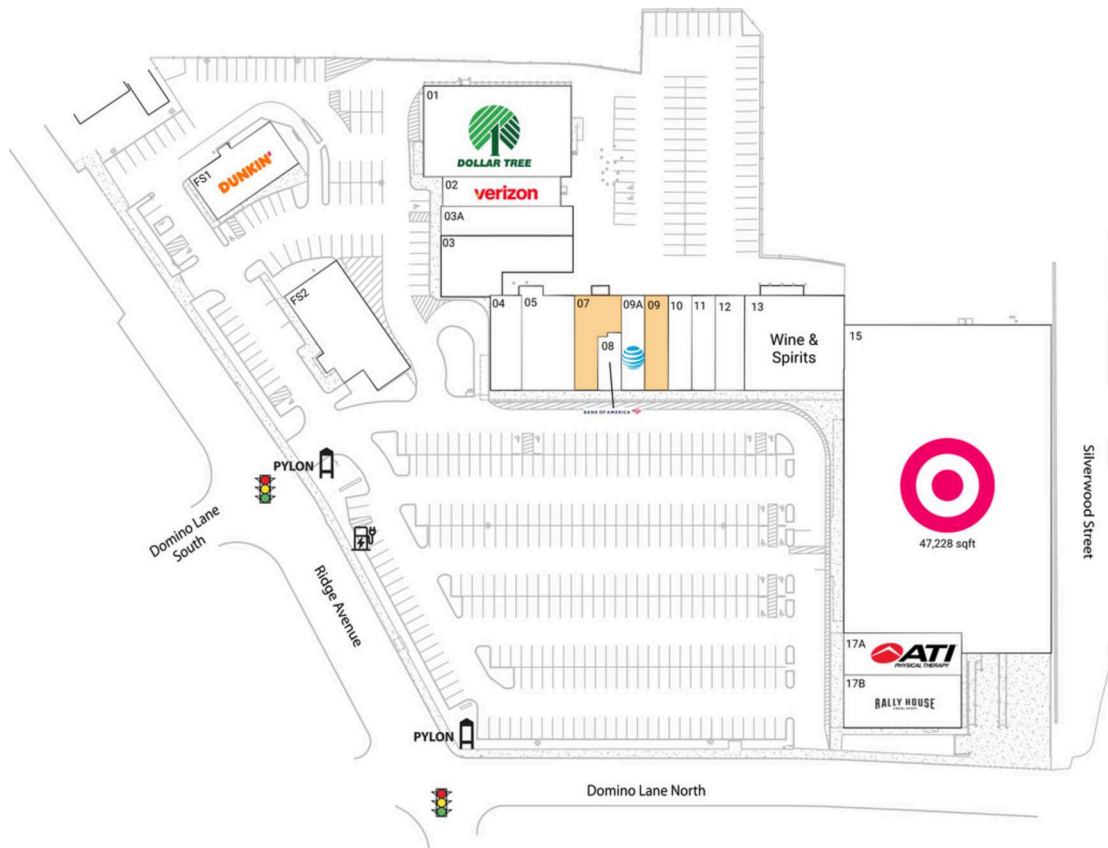 01
DOLLAR TREE
FS1
DUNKIN'
02
verizon
03A
03
FS2
04
05
07
09A
09
10
11
12
13
08
Wine &
Spirits
15
BANK OF AMERICA
PYLON
47,228 sqft
Silverwood Street
Domino Lane
South
Ridge Avenue
17A
ATI
PHYSICAL THERAPY
17B
RALLY HOUSE
PYLON
Domino Lane North